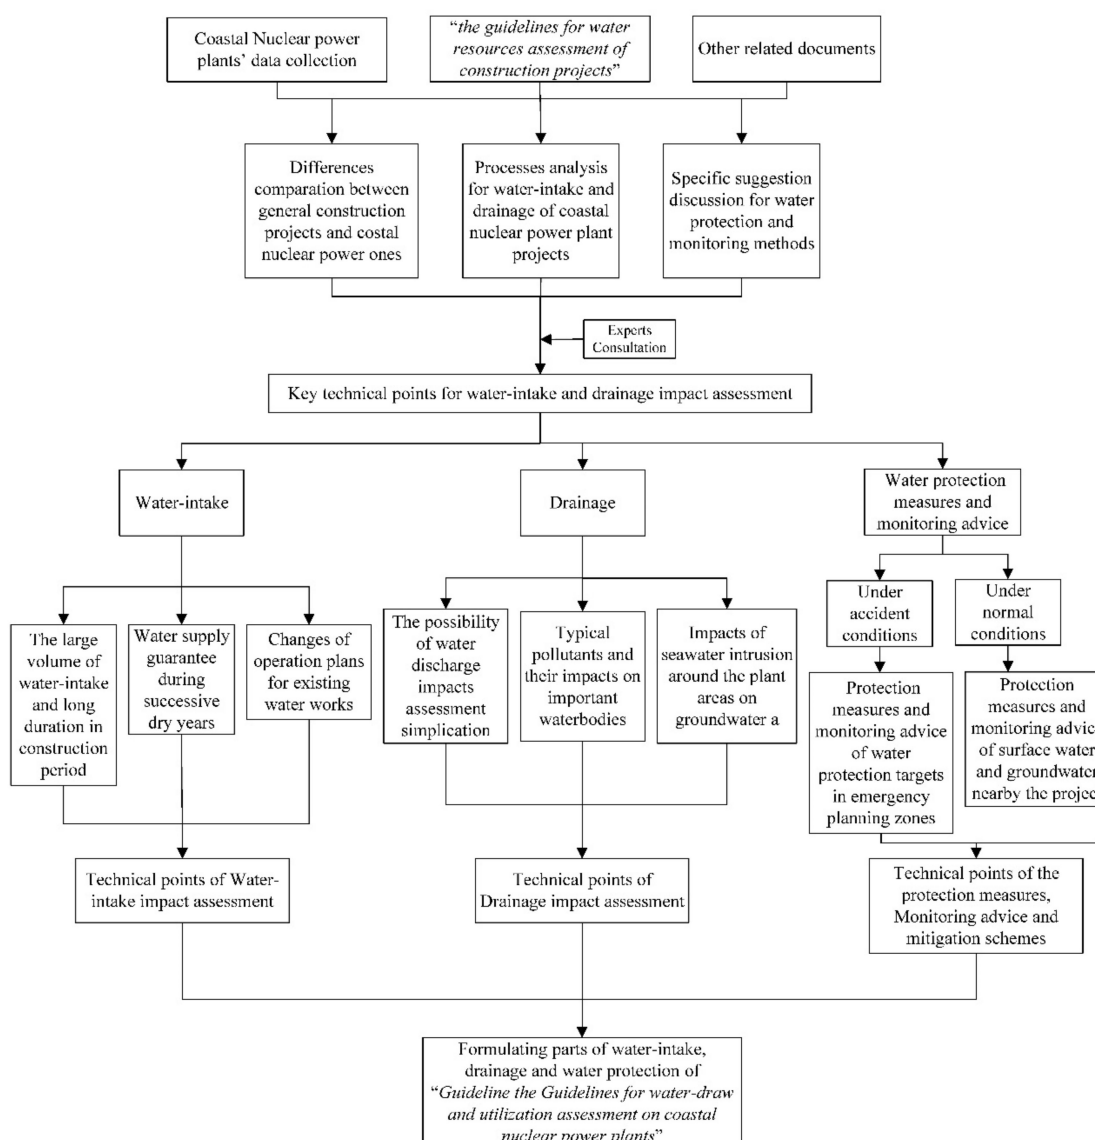 Coastal Nuclear power
plants’ data collection
“the guidelines for water
resources assessment of
construction projects”
Other related documents
Differences
comparation between
general construction
projects and costal
nuclear power ones
Processes analysis
for water-intake and
drainage of coastal
nuclear power plant
projects
Specific suggestion
discussion for water
protection and
monitoring methods
Experts
Consultation
Key technical points for water-intake and drainage impact assessment
Water-intake
Drainage
Water protection
measures and
monitoring advice
The large
volume of
water-intake
and long
duration in
construction
period
Water supply
guarantee
during
successive
dry years
Changes of
operation plans
for existing
water works
The possibility
of water
discharge
impacts
assessment
simplication
Typical
pollutants and
their impacts on
important
waterbodies
Impacts of
seawater intrusion
around the plant
areas on
groundwater a
Under
accident
conditions
Under
normal
conditions
Protection
measures and
monitoring advice
of water
protection targets
in emergency
planning zones
Protection
measures and
monitoring advic
of surface water
and groundwater
nearby the projec
Technical points of Water-
intake impact assessment
Technical points of
Drainage impact assessment
Technical points of the
protection measures,
Monitoring advice and
mitigation schemes
Formulating parts of water-intake,
drainage and water protection of
“Guideline the Guidelines for water-draw
and utilization assessment on coastal
nuclear power plants”